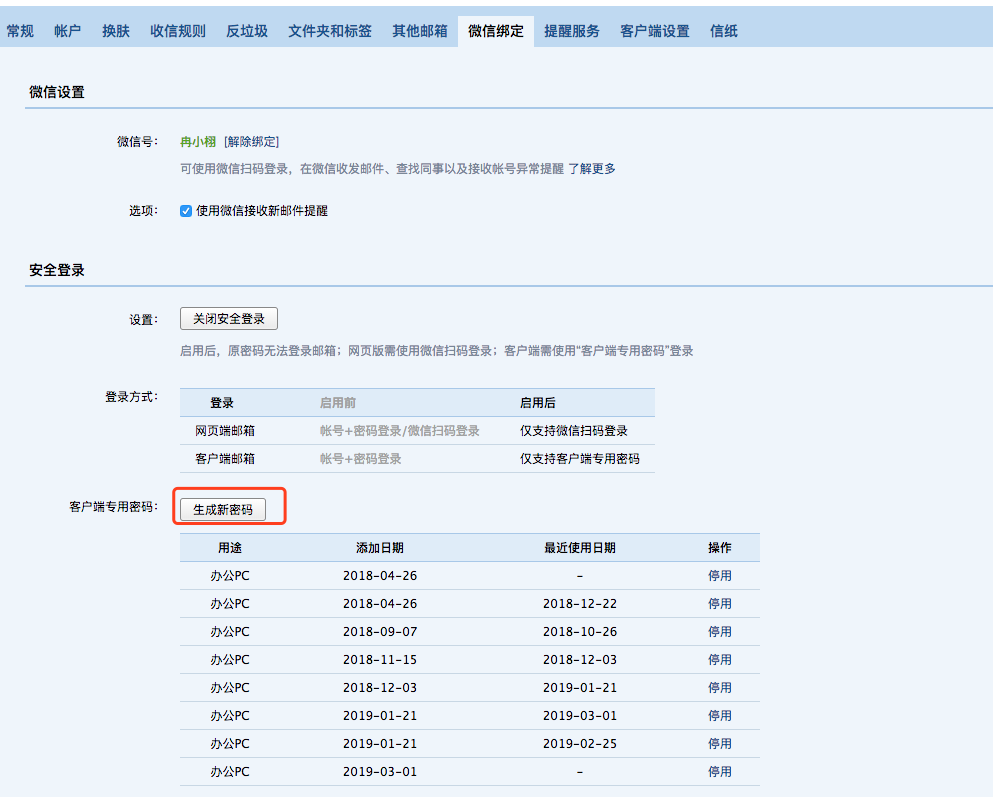 常规 帐户 换肤 收信规则 反垃圾 文件夹和标签 其他邮箱 微信绑定 提醒服务 客户端设置 信纸
微信设置
微信号： 冉小栩 [解除绑定]
可使用微信扫码登录，在微信收发邮件、查找同事以及接收帐号异常提醒 了解更多
选项： 使用微信接收新邮件提醒
安全登录
设置： 关闭安全登录
启用后，原密码无法登录邮箱；网页版需使用微信扫码登录；客户端需使用“客户端专用密码”登录
登录方式： 登录 启用前 启用后
网页端邮箱 帐号+密码登录/微信扫码登录 仅支持微信扫码登录
客户端邮箱 帐号+密码登录 仅支持客户端专用密码
客户端专用密码： 生成新密码
用途 添加日期 最近使用日期 操作
办公PC 2018-04-26 – 停用
办公PC 2018-04-26 2018-12-22 停用
办公PC 2018-09-07 2018-10-26 停用
办公PC 2018-11-15 2018-12-03 停用
办公PC 2018-12-03 2019-01-21 停用
办公PC 2019-01-21 2019-03-01 停用
办公PC 2019-01-21 2019-02-25 停用
办公PC 2019-03-01 – 停用